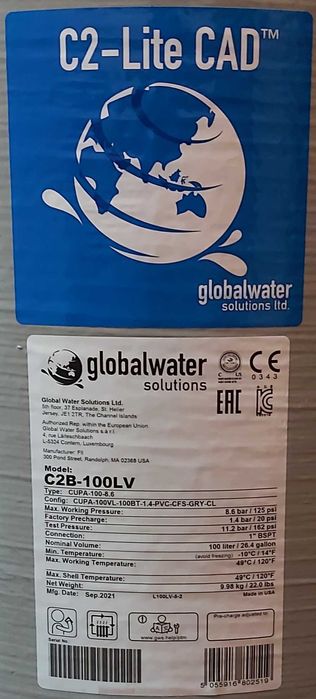 C2-Lite CAD™
globalwater
solutions ltd.
globalwater
solutions
CE
0343
EAC
Global Water Solutions Ltd.
5th floor, 37 Esplanade, St. Helier
Jersey, JE1 2TR, The Channel Islands
Authorized Rep. within the European Union:
Global Water Solutions s.à r.l.
4, rue Läiteschbaach
L-5324 Contern, Luxembourg
Manufacturer: FII
300 Pond Street, Randolph, MA 02368 USA
Model:
C2B-100LV
Type: CUPA-100-8.6
Config: CUPA-100VL-100BT-1.4-PVC-CFS-GRY-CL
Max. Working Pressure: 8.6 bar / 125 psi
Factory Precharge: 1.4 bar / 20 psi
Test Pressure: 11.2 bar / 162 psi
Connection: 1" BSPT
Nominal Volume: 100 liter / 26.4 gallon
Min. Temperature: (avoid freezing) -10°C / 14°F
Max. Working Temperature: 49°C / 120°F
Max. Shell Temperature: 49°C / 120°F
Net Weight: 9.98 kg / 22.0 lbs
Mfg. Date: Sep.2021 L100LV-5-2 Made in USA
Pre-charge adjusted to:
Serial No.
5 055916 802519